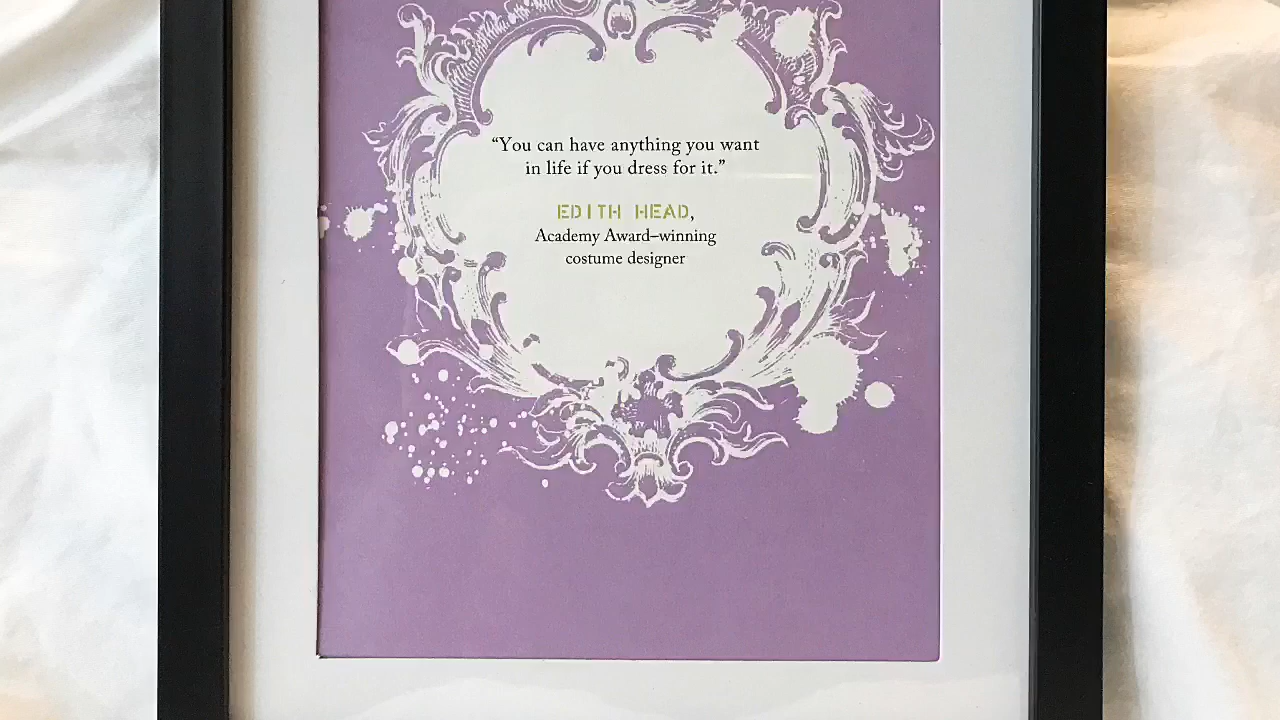 “You can have anything you want
in life if you dress for it.”
EDITH HEAD,
Academy Award–winning
costume designer